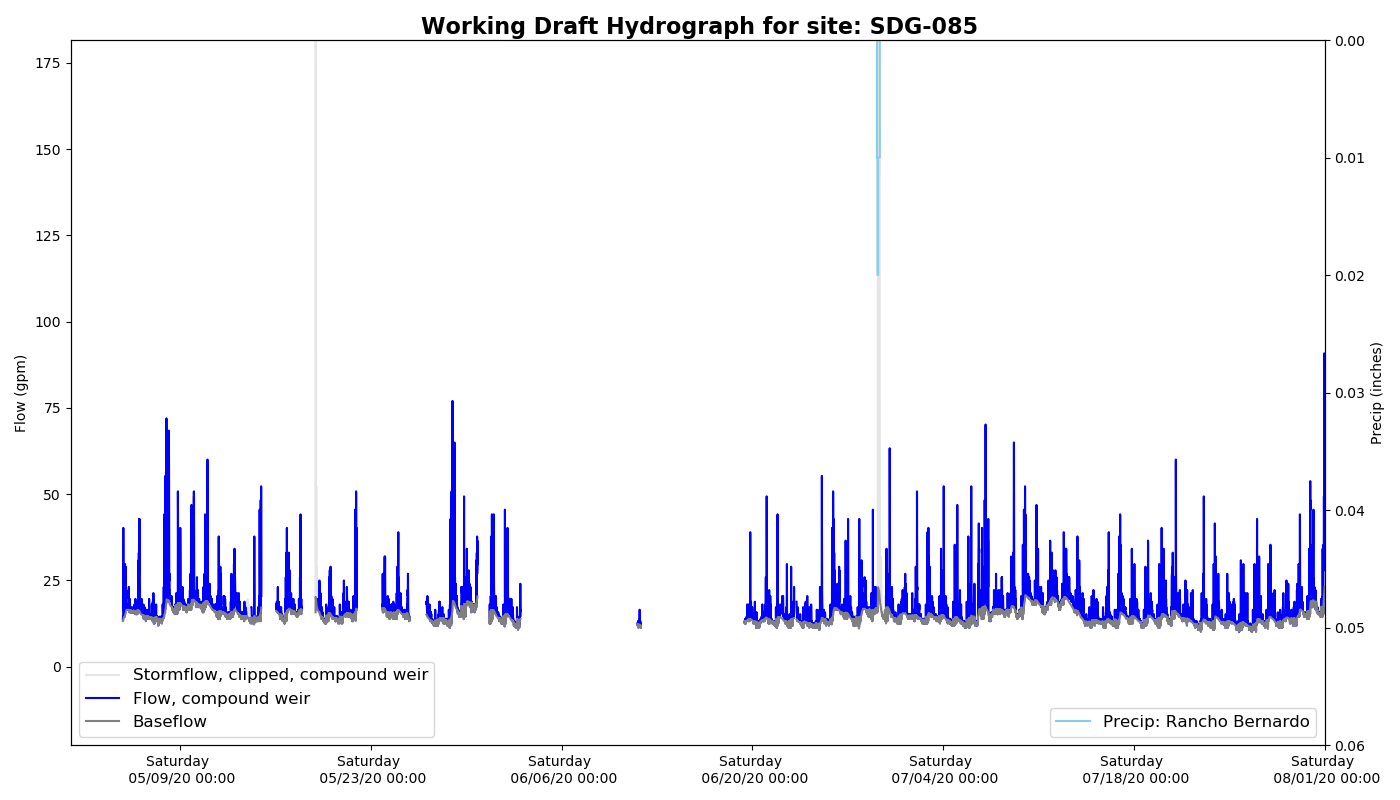 Working Draft Hydrograph for site: SDG-085
175
150
125
100
75
50
25
0
Flow (gpm)
0.00
0.01
0.02
0.03
0.04
0.05
0.06
Precip (inches)
Stormflow, clipped, compound weir
Flow, compound weir
Baseflow
Precip: Rancho Bernardo
Saturday
05/09/20 00:00
Saturday
05/23/20 00:00
Saturday
06/06/20 00:00
Saturday
06/20/20 00:00
Saturday
07/04/20 00:00
Saturday
07/18/20 00:00
Saturday
08/01/20 00:00